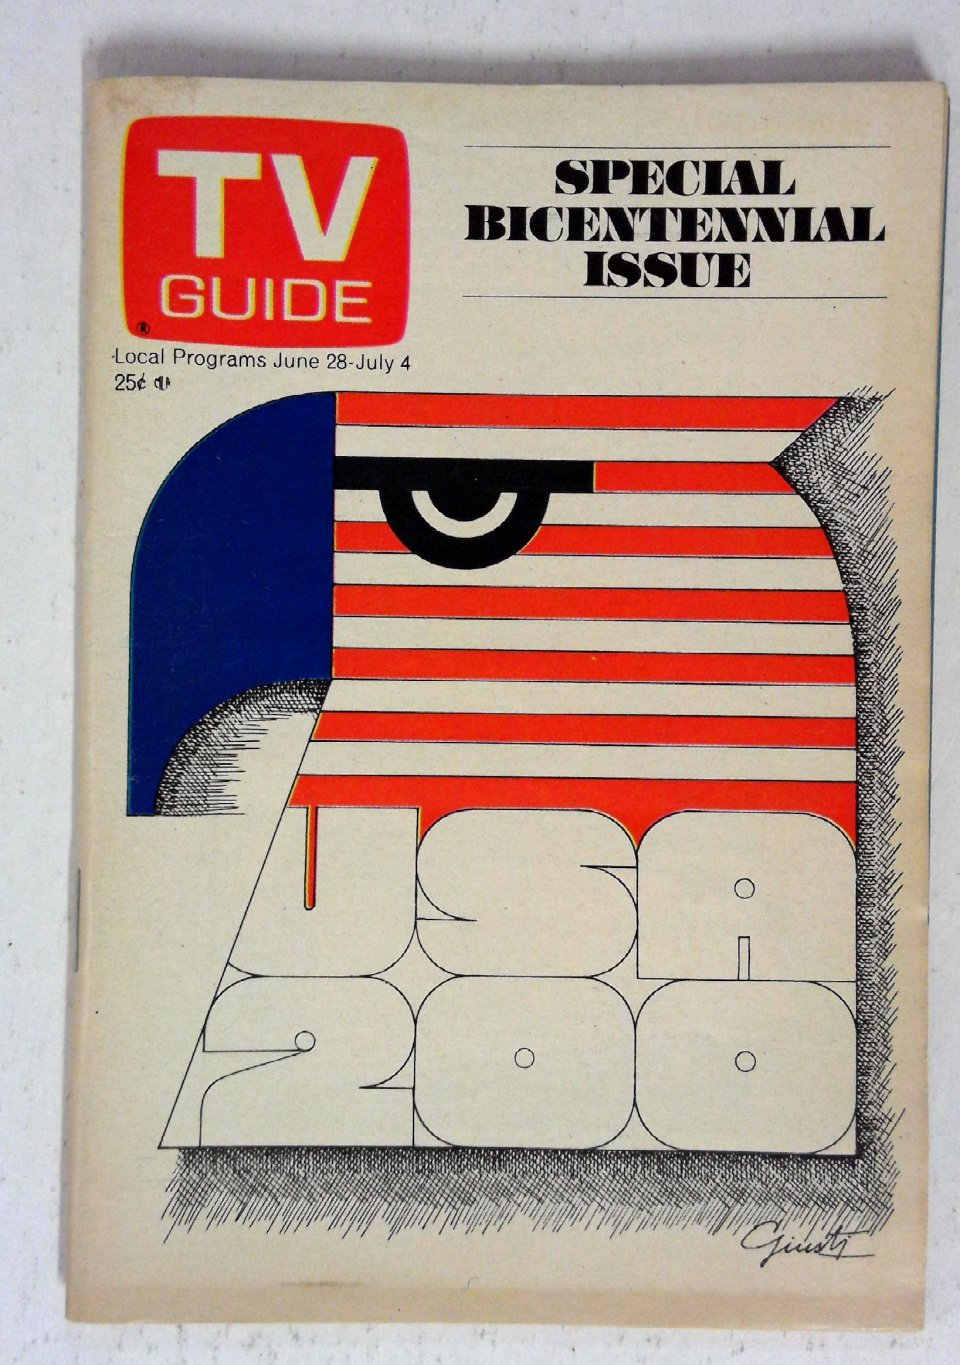 TV
GUIDE
®
SPECIAL
BICENTENNIAL
ISSUE
Local Programs June 28-July 4
25¢
USA
200
Giusti